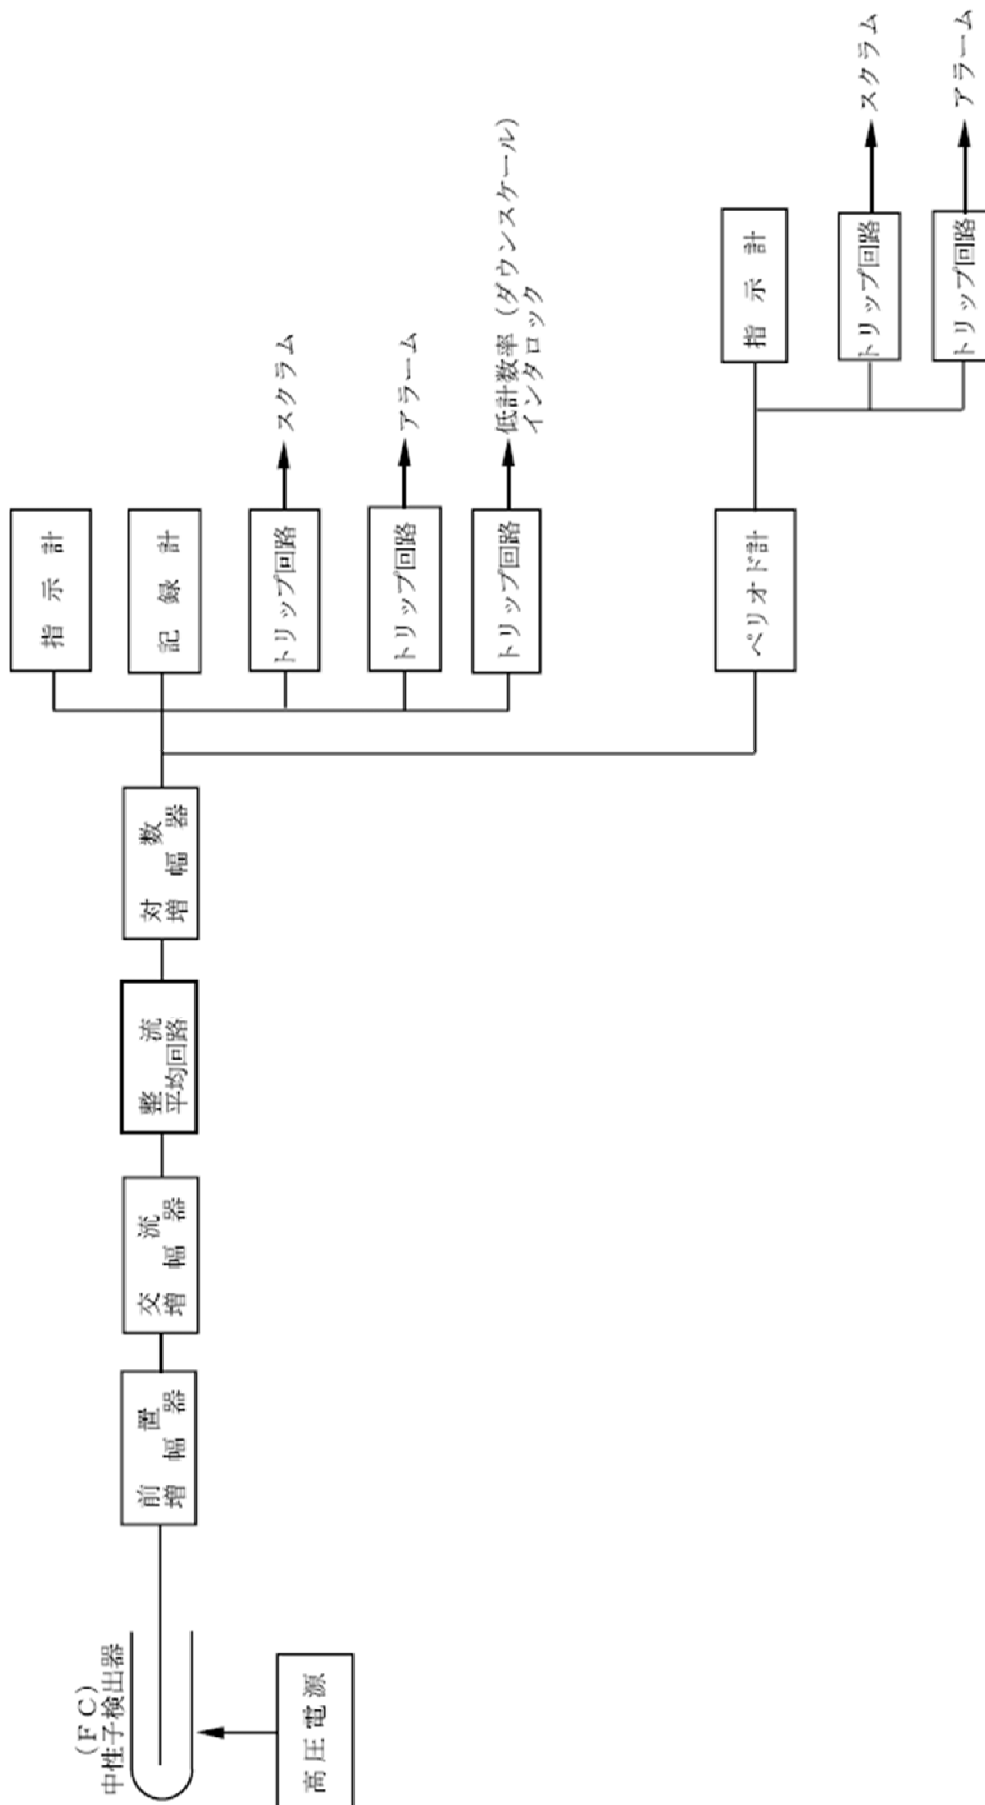 (ＦＣ)
中性子検出器
高圧電源
前置
増幅器
交流
増幅器
整流
平均回路
対数
増幅器
指示計
記録計
トリップ回路
スクラム
トリップ回路
アラーム
トリップ回路
低計数率（ダウンスケール）
インタロック
ペリオド計
指示計
トリップ回路
スクラム
トリップ回路
アラーム